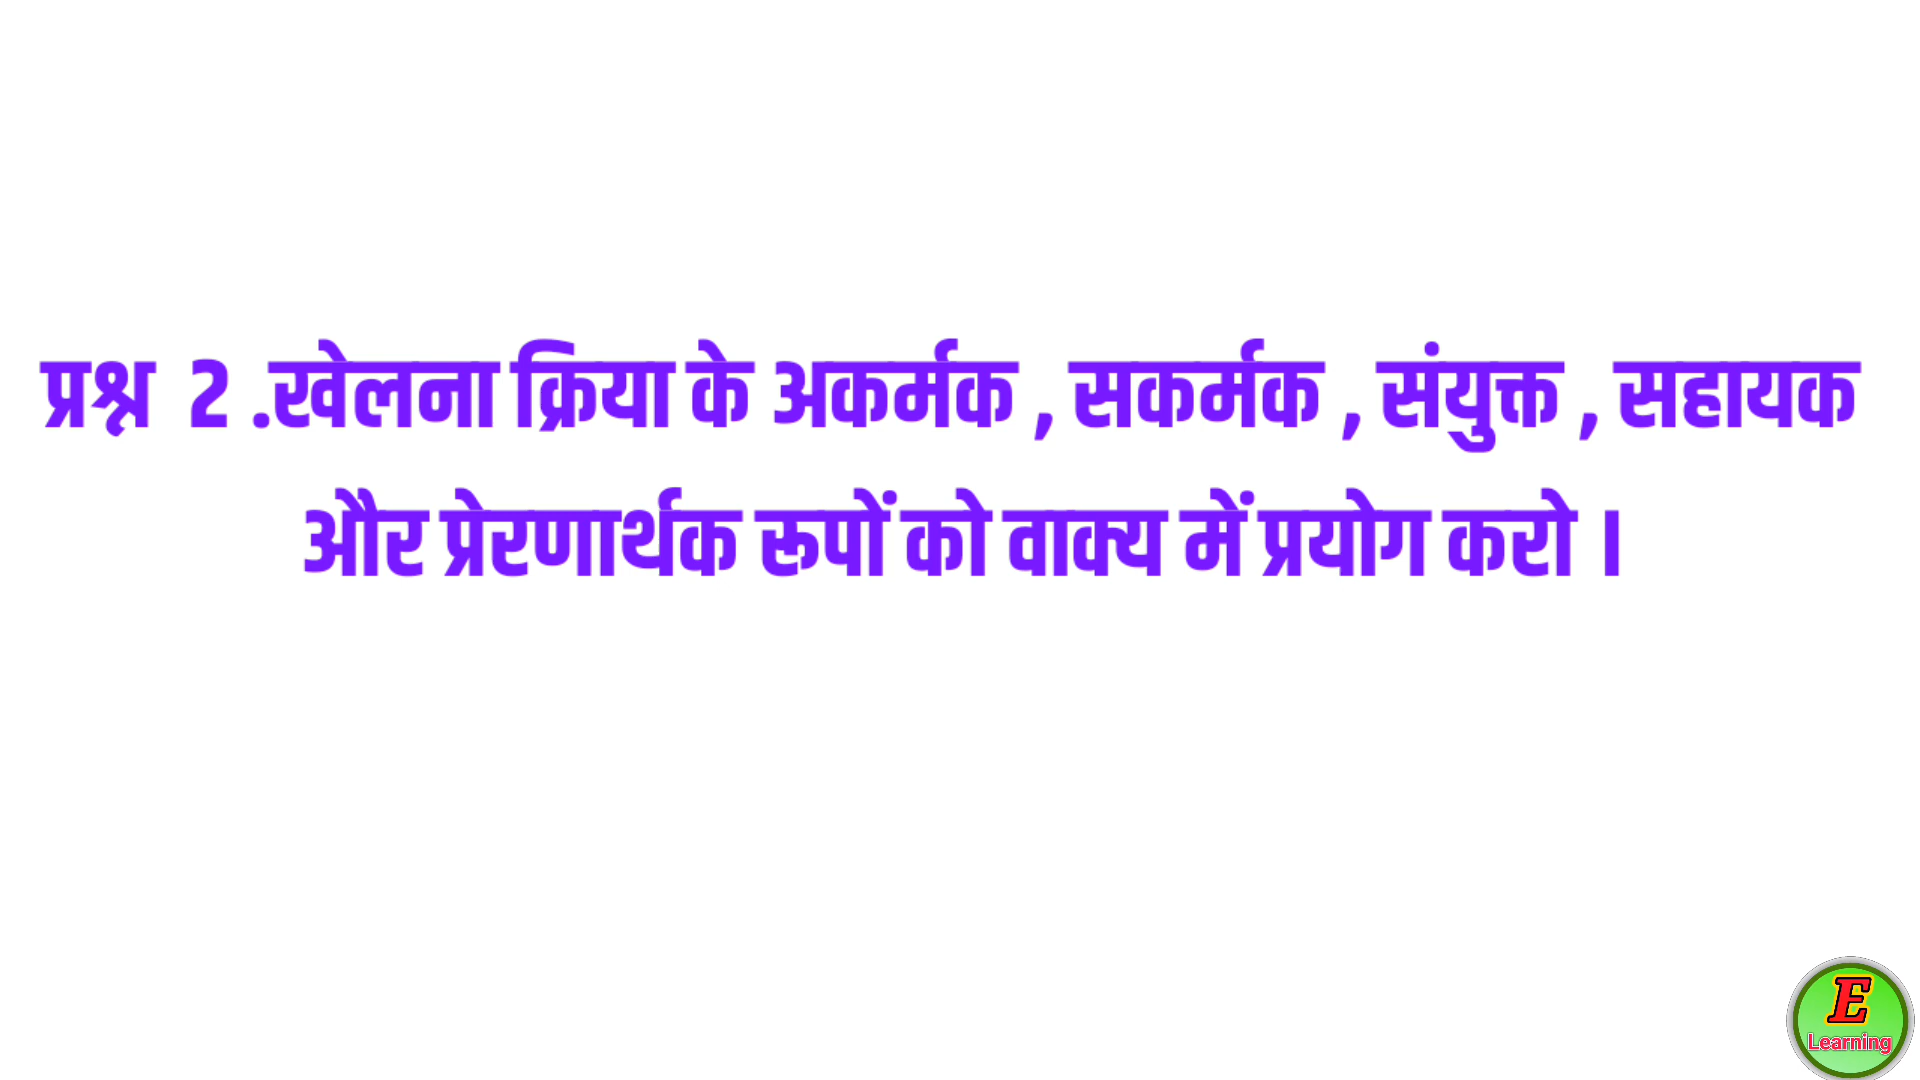 प्रश्न 2 .खेलना क्रिया के अकर्मक , सकर्मक , संयुक्त , सहायक
और प्रेरणार्थक रूपों को वाक्य में प्रयोग करो ।
E
Learning